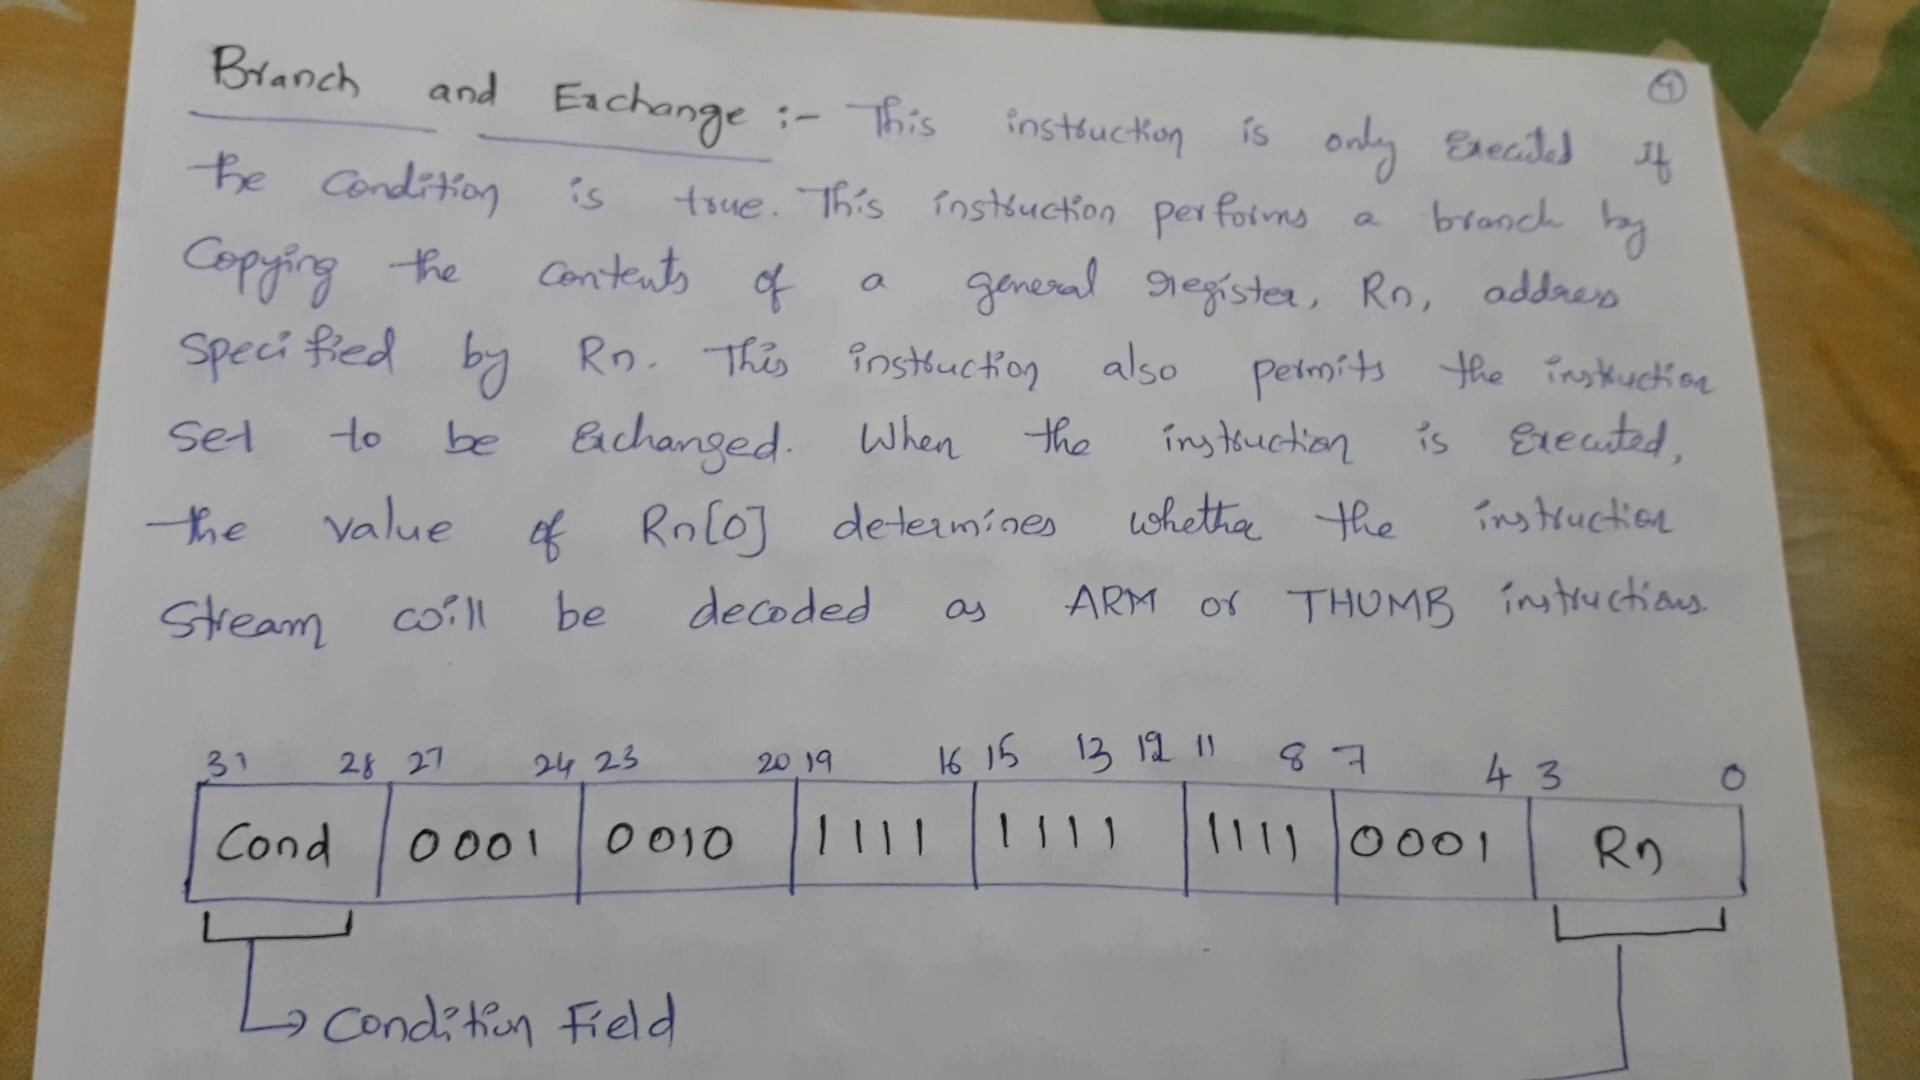 Branch and Exchange :- This instruction is only Executed if
the condition is true. This instruction performs a branch by
Copying the contents of a general register, Rn, address
specified by Rn. This instruction also permits the instruction
set to be Exchanged. When the instruction is Executed,
the value of Rn[0] determines whether the instruction
stream will be decoded as ARM or THUMB instructions.
31 28 27 24 23 20 19 16 15 13 12 11 8 7 4 3 0
Cond 0001 0010 1111 1111 1111 0001 Rn
Condition Field